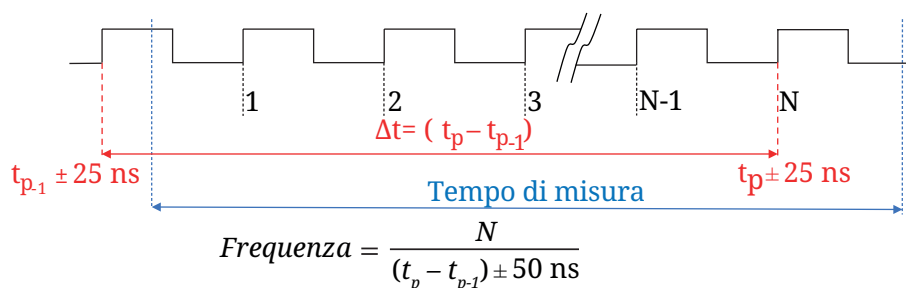 1 2 3 N-1 N
Δt= ( tp – tp-1)
tp-1 ± 25 ns
tp ± 25 ns
Tempo di misura
Frequenza = N / (tp – tp-1) ± 50 ns